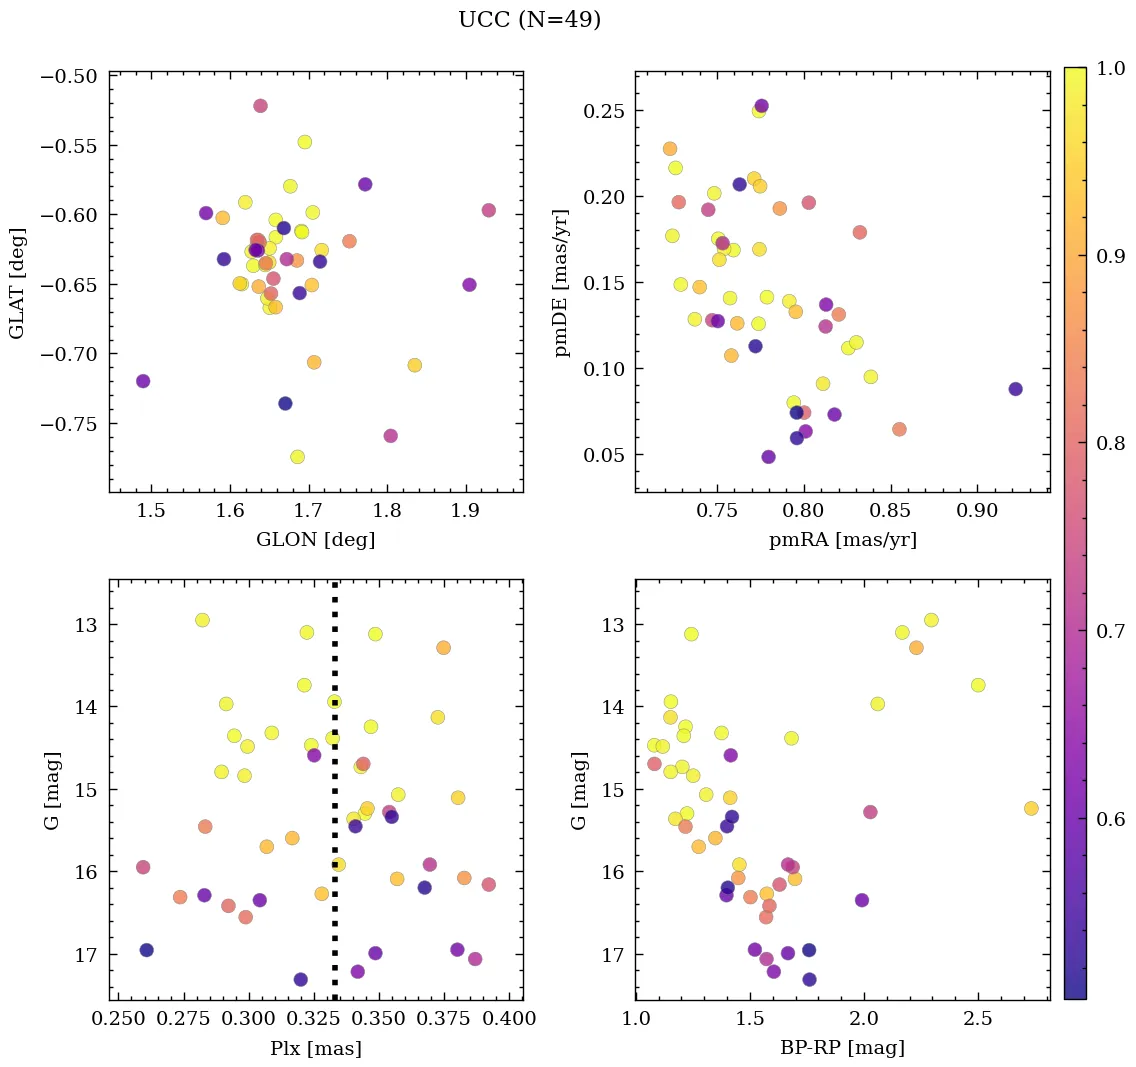 UCC (N=49)
−0.50
−0.55
−0.60
−0.65
−0.70
−0.75
GLAT [deg]
1.5 1.6 1.7 1.8 1.9
GLON [deg]
0.25
0.20
0.15
0.10
0.05
pmDE [mas/yr]
0.75 0.80 0.85 0.90
pmRA [mas/yr]
1.0
0.9
0.8
0.7
0.6
13
14
15
16
17
G [mag]
0.250 0.275 0.300 0.325 0.350 0.375 0.400
Plx [mas]
13
14
15
16
17
G [mag]
1.0 1.5 2.0 2.5
BP-RP [mag]